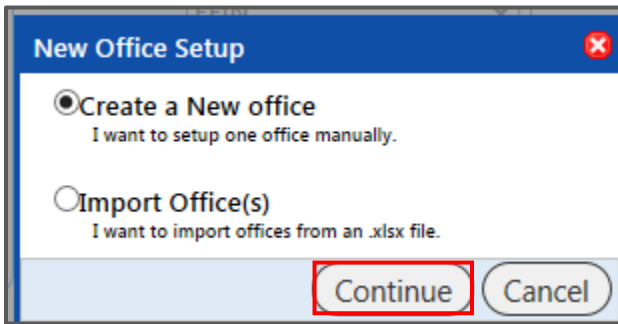 New Office Setup
Create a New office
I want to setup one office manually.
Import Office(s)
I want to import offices from an .xlsx file.
Continue Cancel